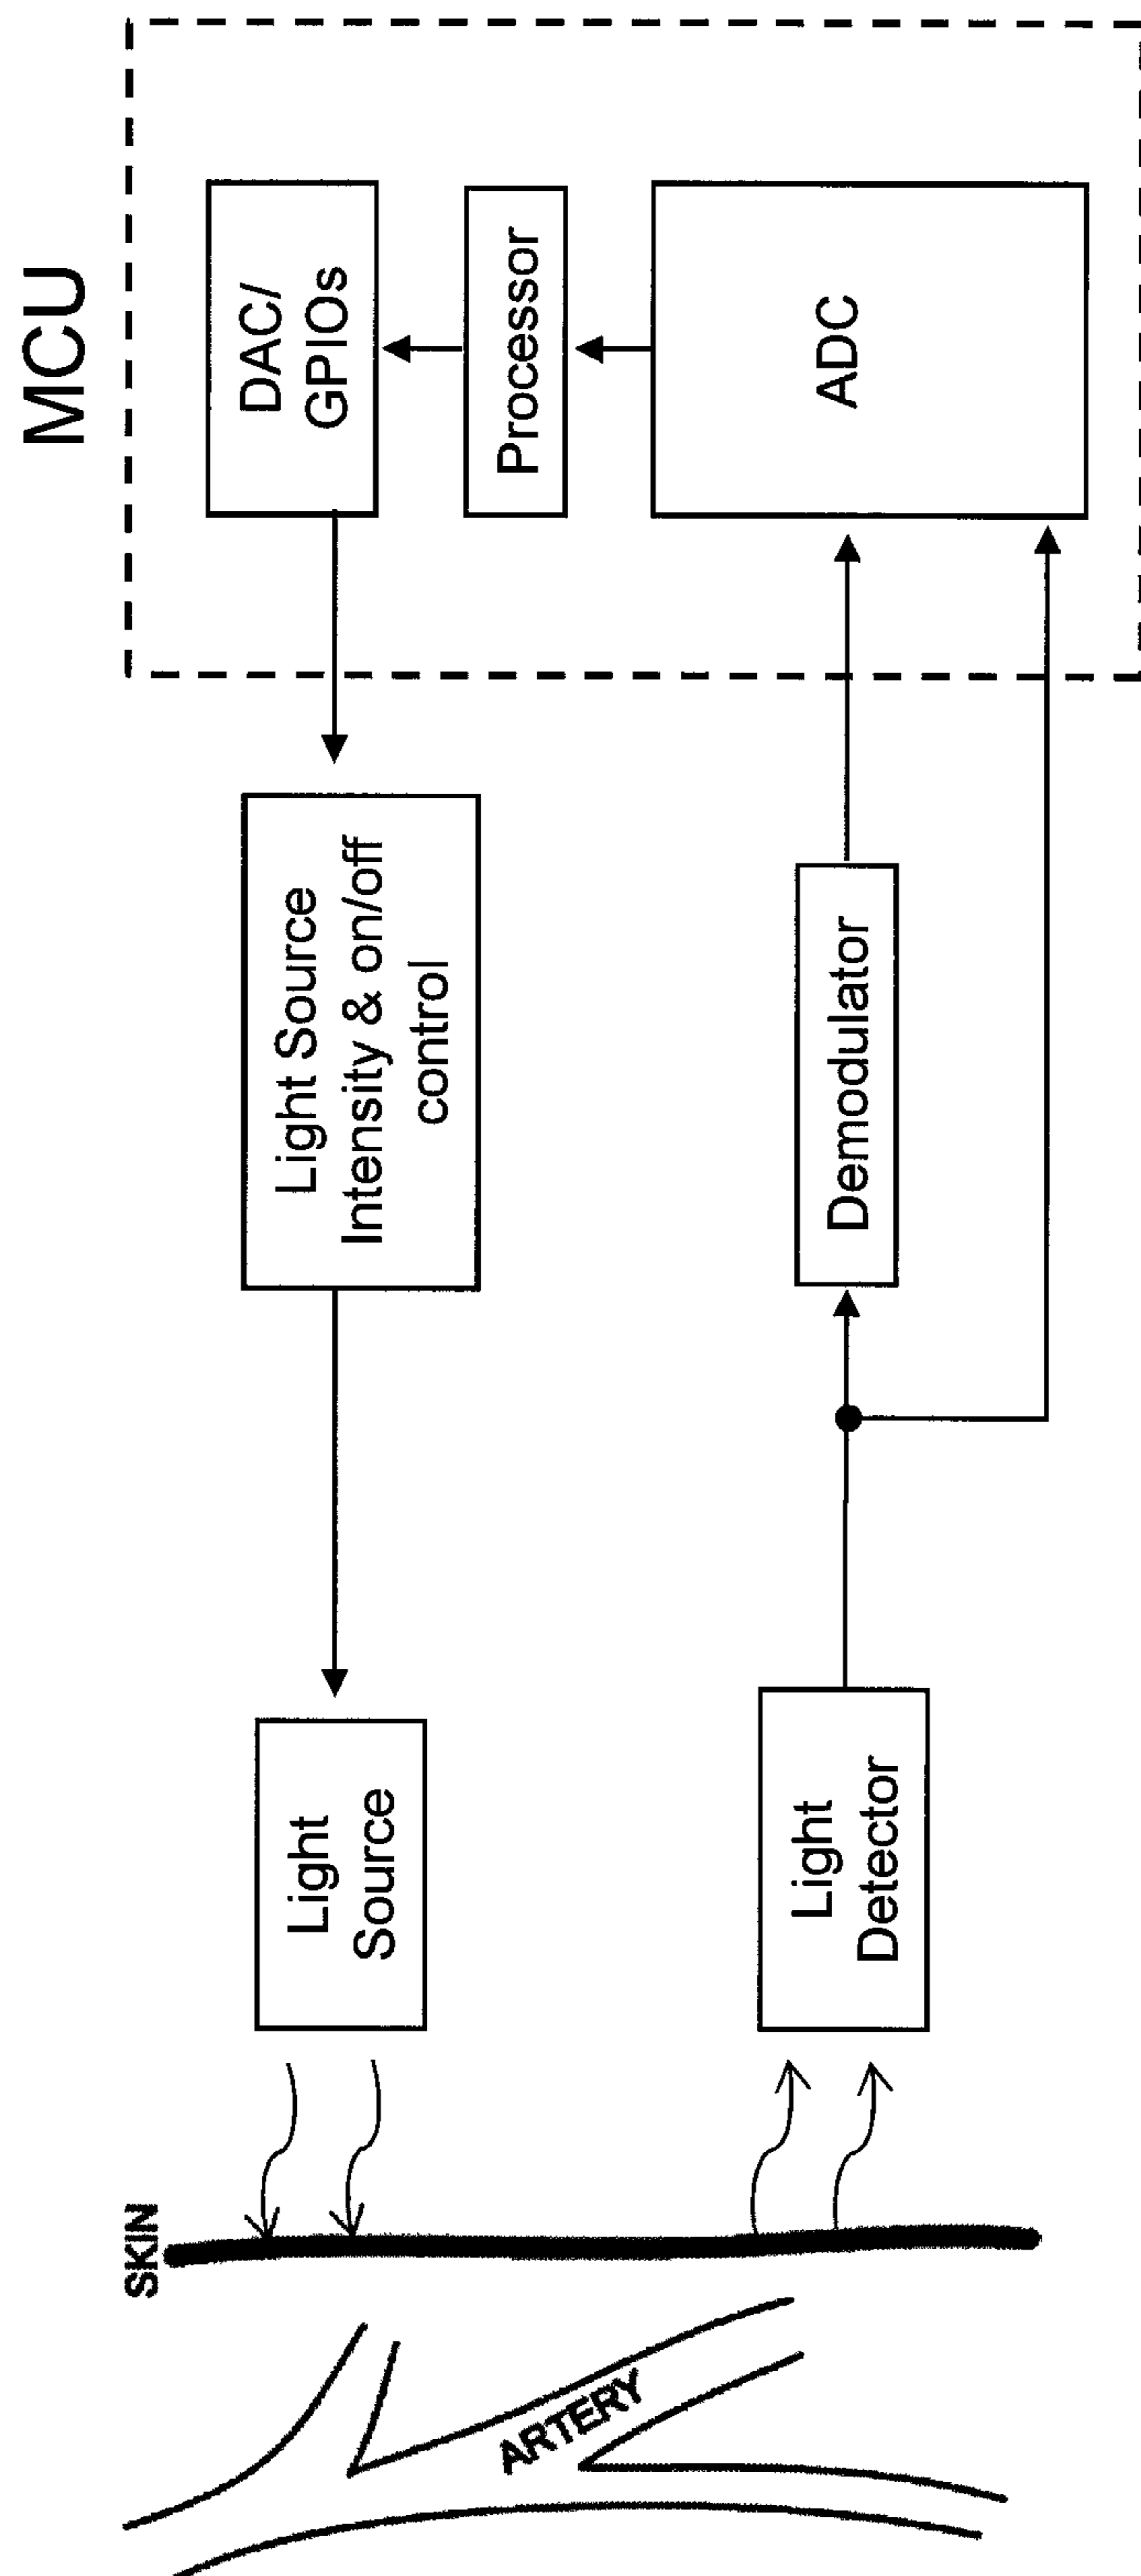 MCU
SKIN
ARTERY
Light
Source
Light Source
Intensity & on/off
control
DAC/
GPIOs
Processor
ADC
Light
Detector
Demodulator